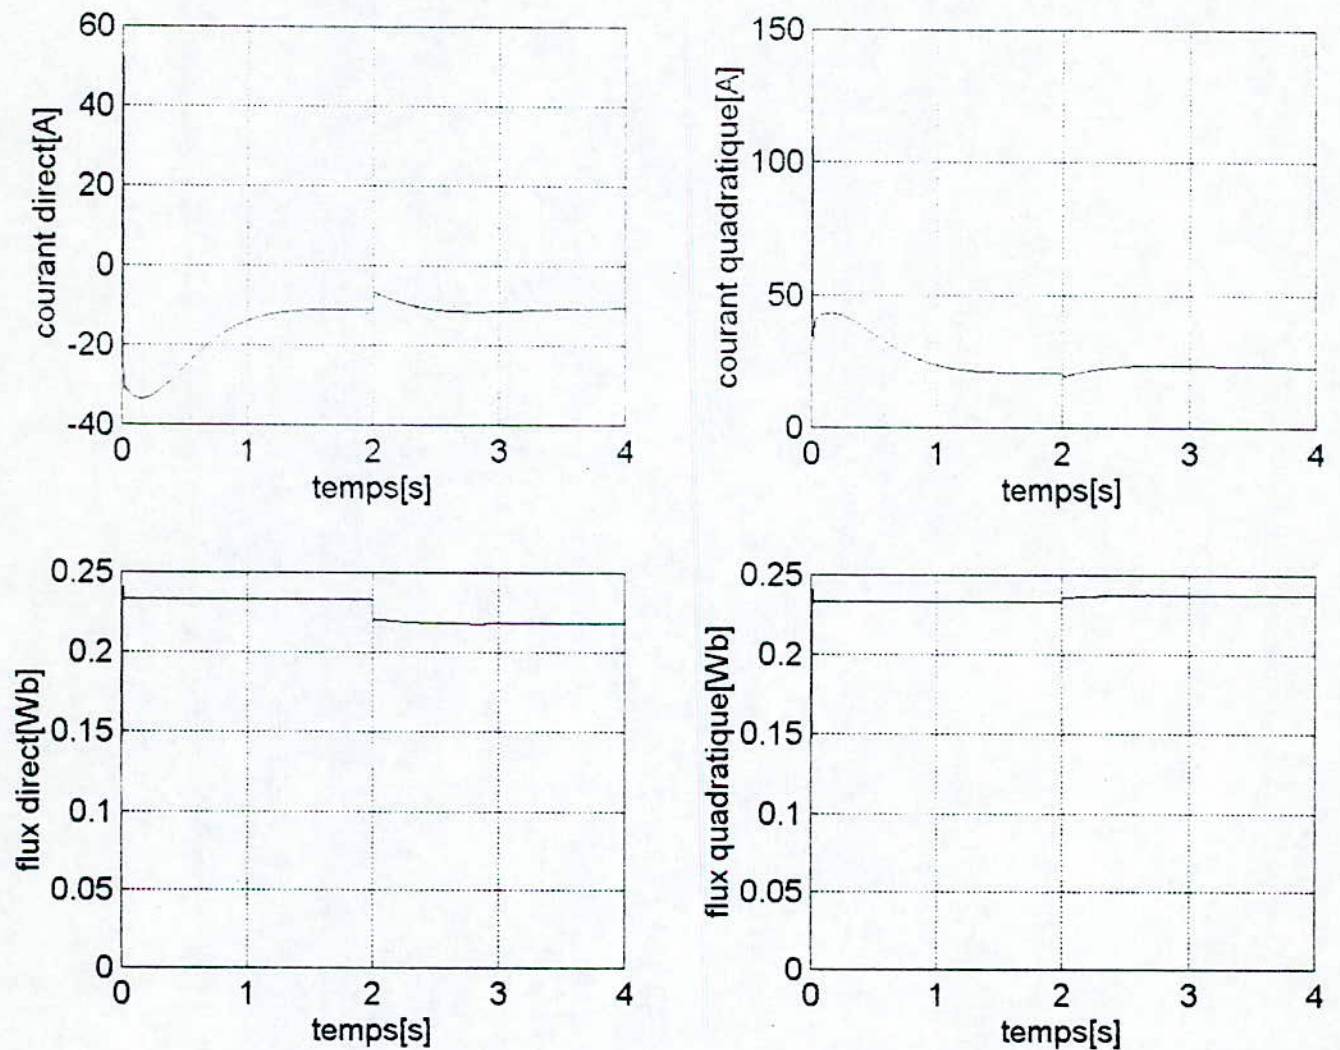 60
40
20
0
-20
-40
courant direct[A]
0 1 2 3 4
temps[s]
150
100
50
0
courant quadratique[A]
0 1 2 3 4
temps[s]
0.25
0.2
0.15
0.1
0.05
0
flux direct[Wb]
0 1 2 3 4
temps[s]
0.25
0.2
0.15
0.1
0.05
0
flux quadratique[Wb]
0 1 2 3 4
temps[s]